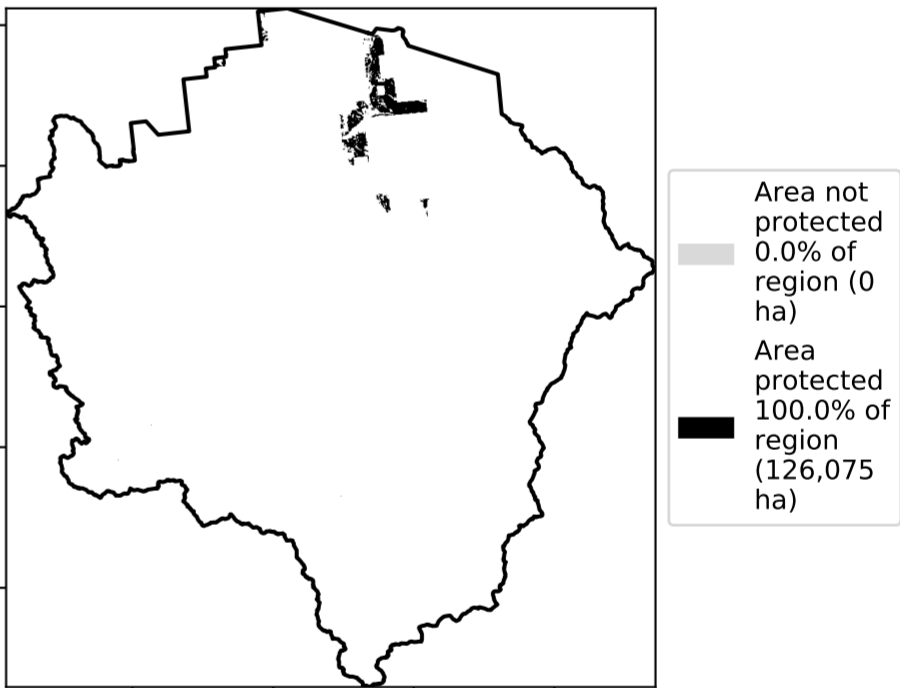 Area not
protected
0.0% of
region (0
ha)
Area
protected
100.0% of
region
(126,075
ha)